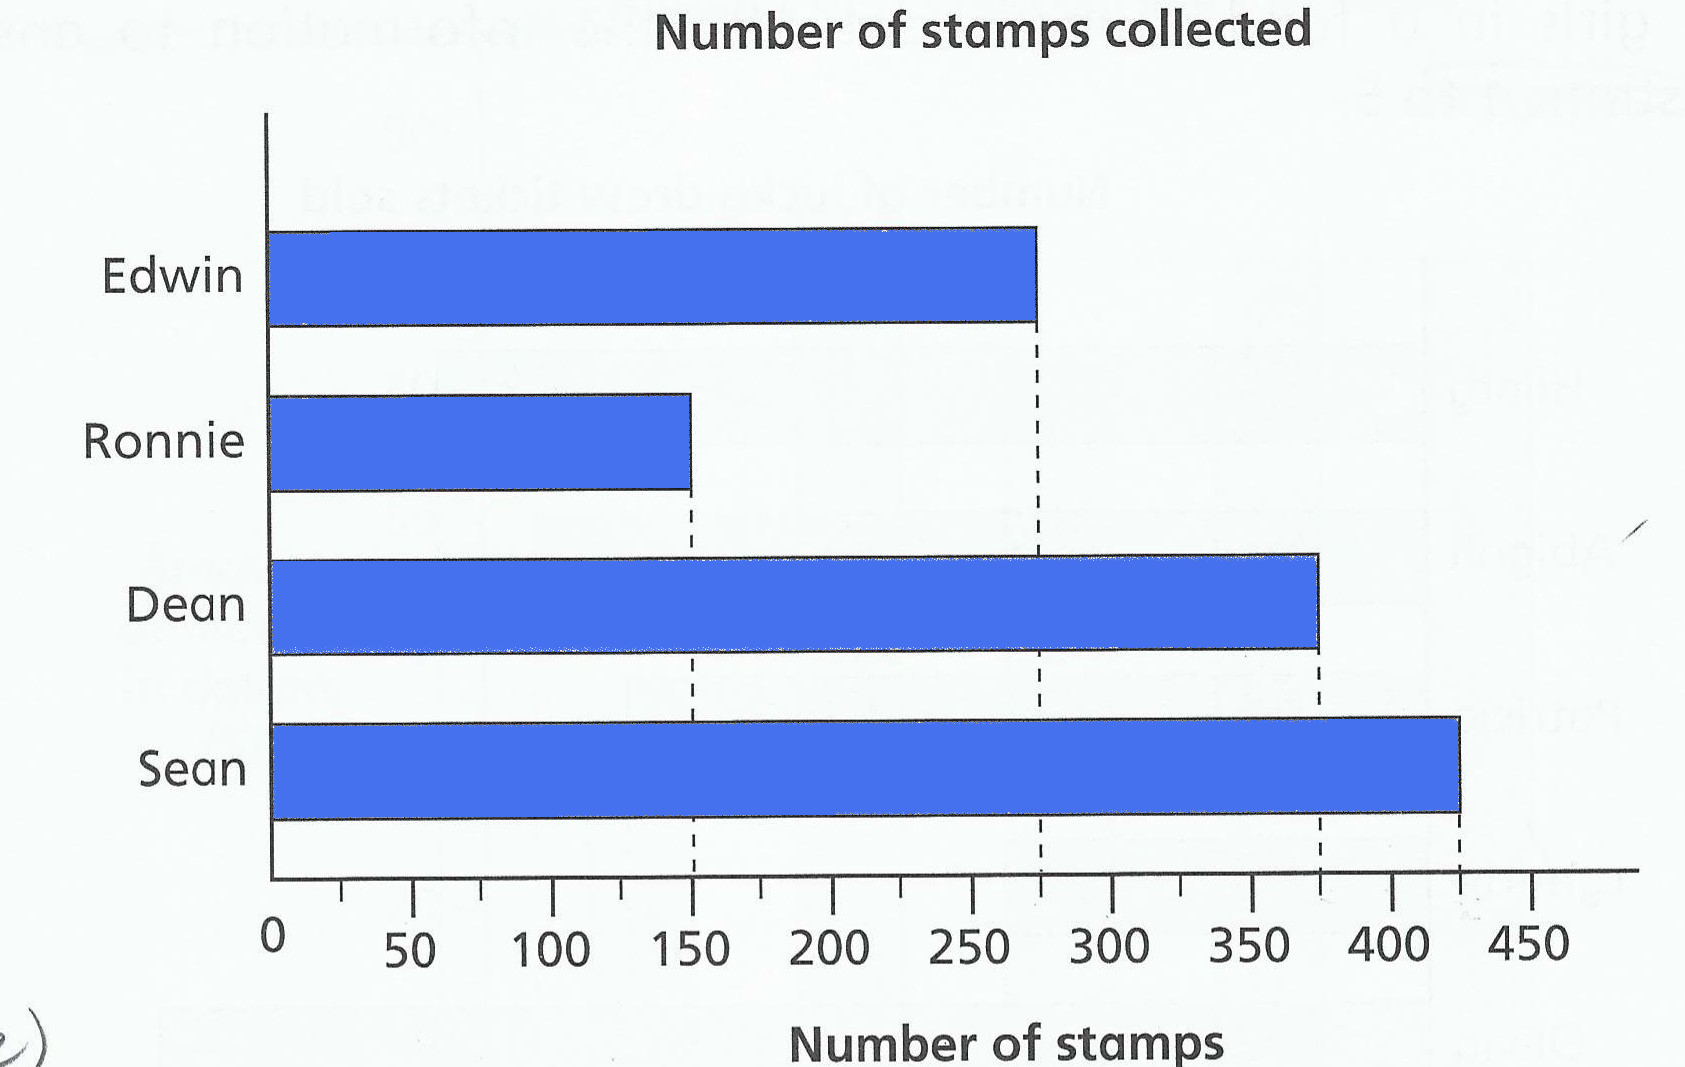 Number of stamps collected
Edwin
Ronnie
Dean
Sean
0 50 100 150 200 250 300 350 400 450
Number of stamps